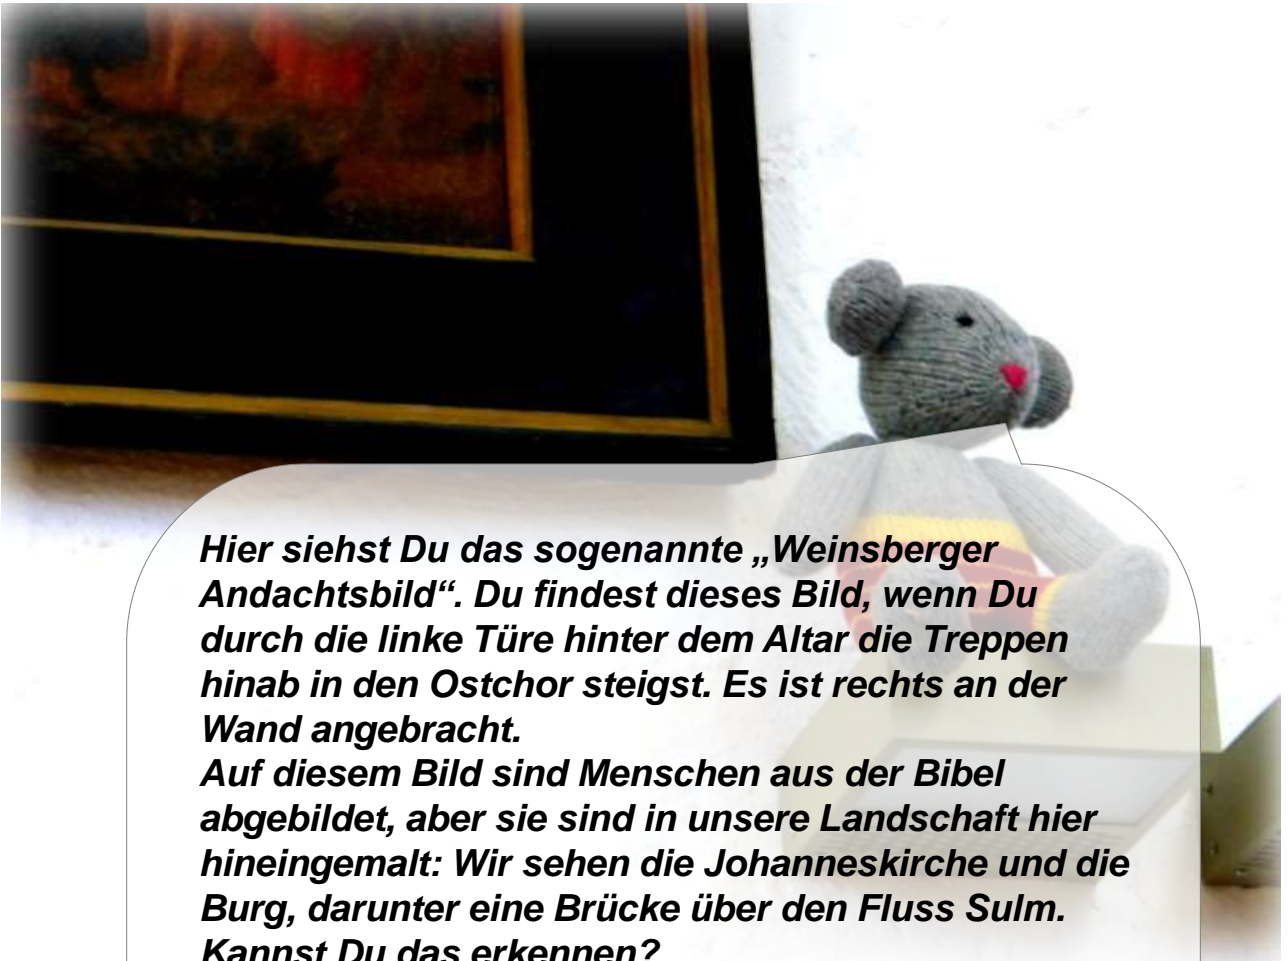 Hier siehst Du das sogenannte „Weinsberger
Andachtsbild“. Du findest dieses Bild, wenn Du
durch die linke Türe hinter dem Altar die Treppen
hinab in den Ostchor steigst. Es ist rechts an der
Wand angebracht.
Auf diesem Bild sind Menschen aus der Bibel
abgebildet, aber sie sind in unsere Landschaft hier
hineingemalt: Wir sehen die Johanneskirche und die
Burg, darunter eine Brücke über den Fluss Sulm.
Kannst Du das erkennen?